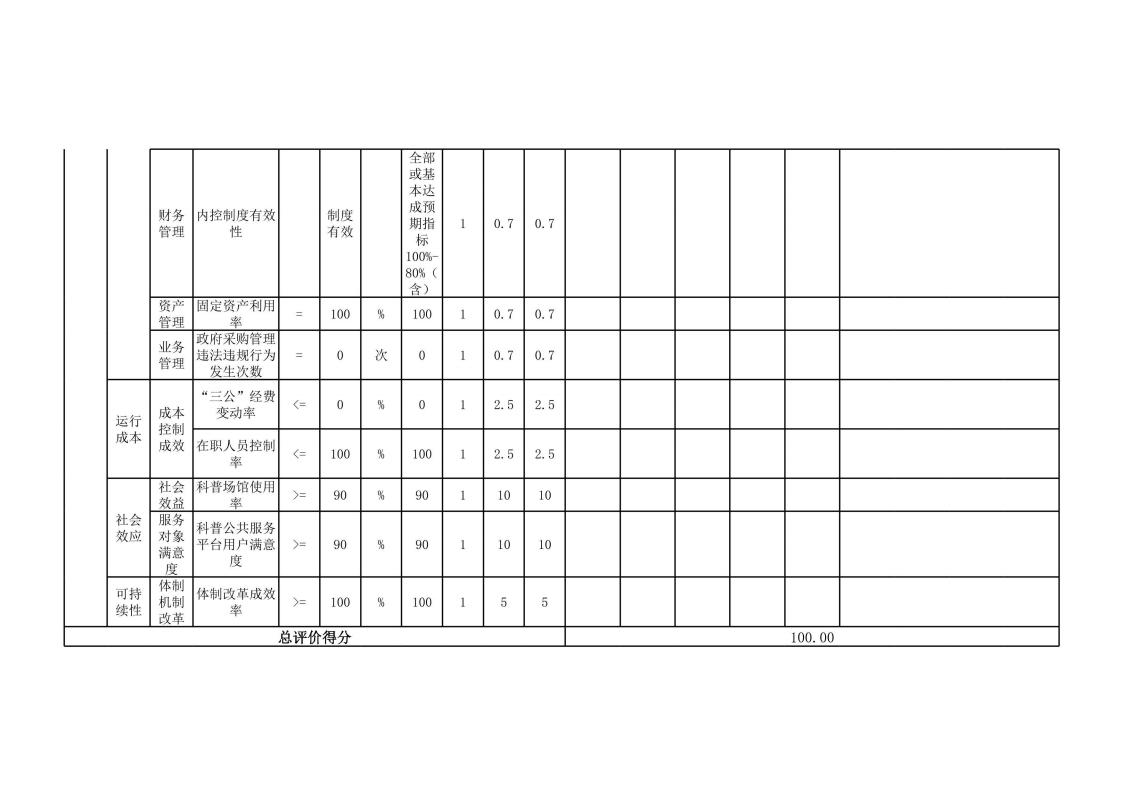 财务
管理
内控制度有效
性
制度
有效
全部
或基
本达
成预
期指
标
100%-
80%（
含）
1
0.7
0.7
资产
管理
固定资产利用
率
=
100
%
100
1
0.7
0.7
业务
管理
政府采购管理
违法违规行为
发生次数
=
0
次
0
1
0.7
0.7
运行
成本
成本
控制
成效
“三公”经费
变动率
<=
0
%
0
1
2.5
2.5
在职人员控制
率
<=
100
%
100
1
2.5
2.5
社会
效应
社会
效益
科普场馆使用
率
>=
90
%
90
1
10
10
服务
对象
满意
度
科普公共服务
平台用户满意
度
>=
90
%
90
1
10
10
可持
续性
体制
机制
改革
体制改革成效
率
>=
100
%
100
1
5
5
总评价得分
100.00